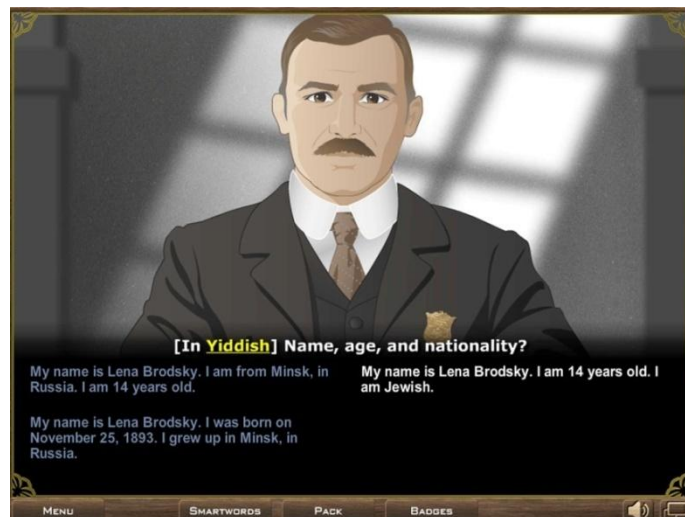 [In Yiddish] Name, age, and nationality?
My name is Lena Brodsky. I am from Minsk, in
Russia. I am 14 years old.
My name is Lena Brodsky. I am 14 years old. I
am Jewish.
My name is Lena Brodsky. I was born on
November 25, 1893. I grew up in Minsk, in
Russia.
MENU SMARTWORDS PACK BADGES